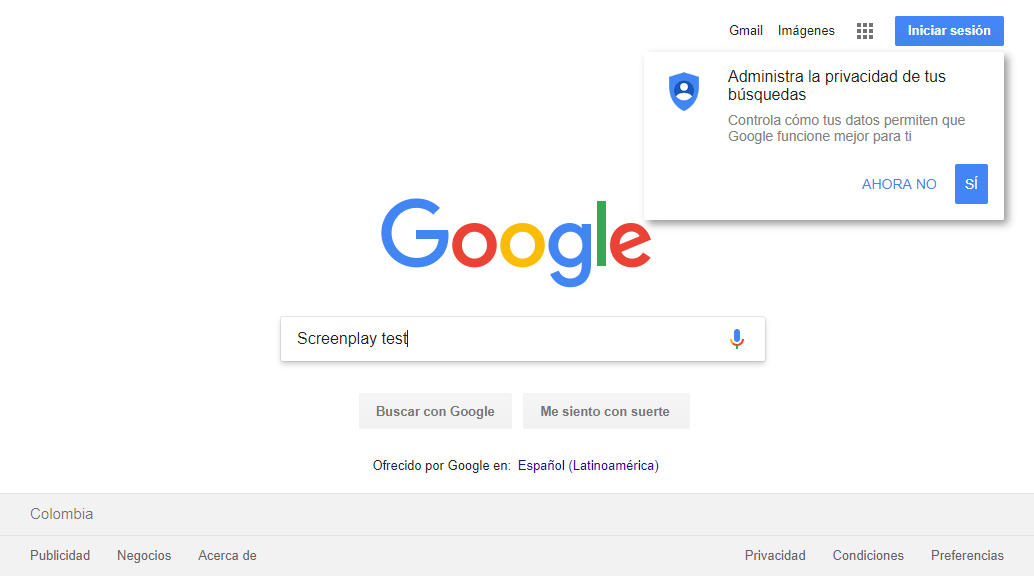 Gmail Imágenes Iniciar sesión
Administra la privacidad de tus
búsquedas
Controla cómo tus datos permiten que
Google funcione mejor para ti
AHORA NO SÍ
Google
Screenplay test
Buscar con Google Me siento con suerte
Ofrecido por Google en: Español (Latinoamérica)
Colombia
Publicidad Negocios Acerca de Privacidad Condiciones Preferencias